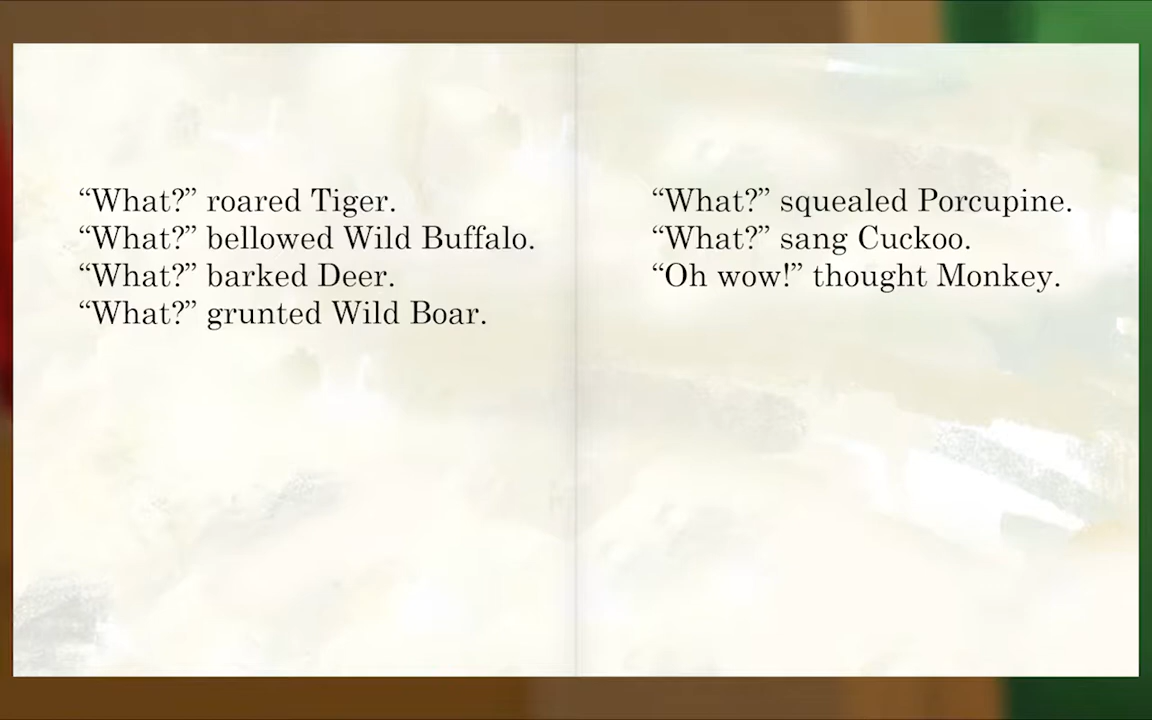 “What?” roared Tiger.
“What?” bellowed Wild Buffalo.
“What?” barked Deer.
“What?” grunted Wild Boar.
“What?” squealed Porcupine.
“What?” sang Cuckoo.
“Oh wow!” thought Monkey.